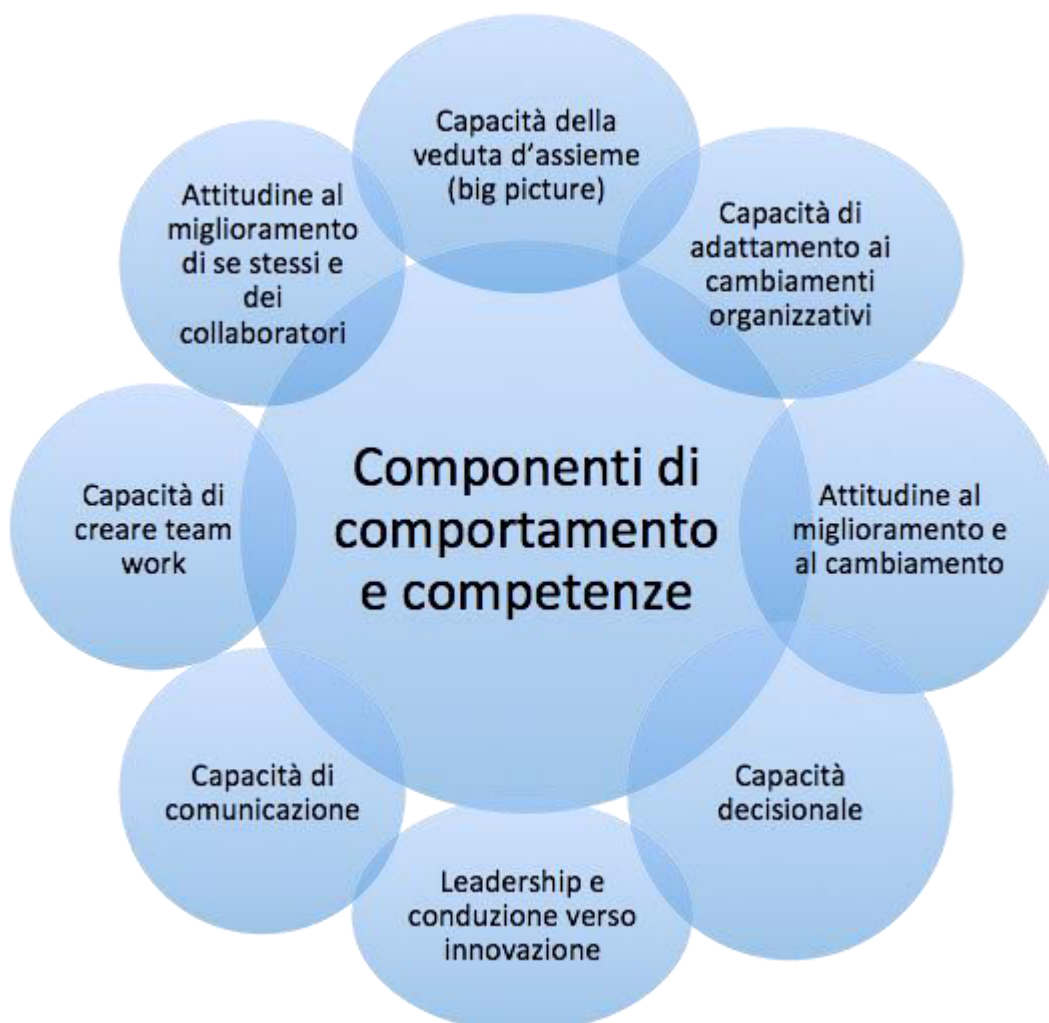 Capacità della
veduta d'assieme
(big picture)
Capacità di
adattamento ai
cambiamenti
organizzativi
Attitudine al
miglioramento e
al cambiamento
Capacità
decisionale
Leadership e
conduzione verso
innovazione
Capacità di
comunicazione
Capacità di
creare team
work
Attitudine al
miglioramento
di se stessi e
dei
collaboratori
Componenti di
comportamento
e competenze